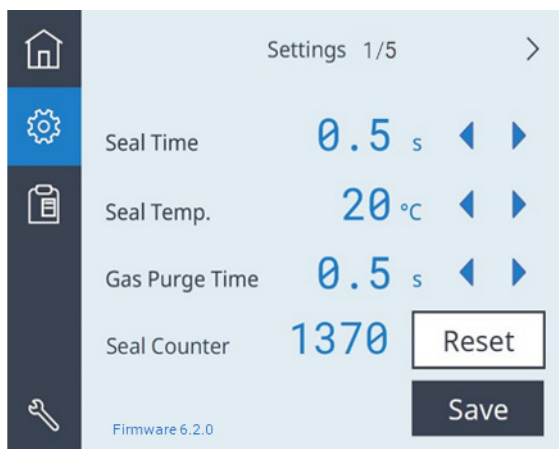 Settings 1/5
Seal Time 0.5 s
Seal Temp. 20 °C
Gas Purge Time 0.5 s
Seal Counter 1370 Reset
Save
Firmware 6.2.0